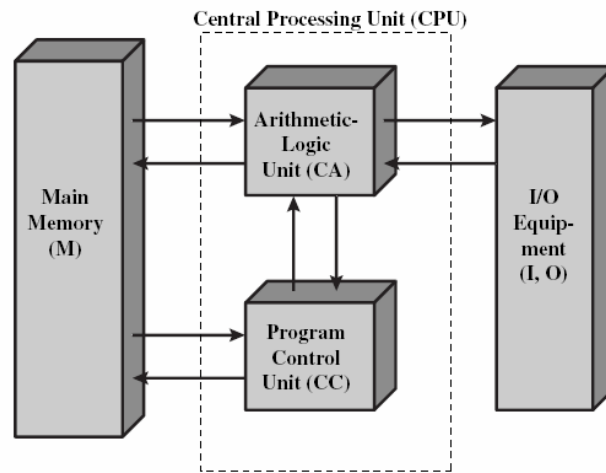 Central Processing Unit (CPU)
Arithmetic-
Logic
Unit (CA)
Main
Memory
(M)
I/O
Equip-
ment
(I, O)
Program
Control
Unit (CC)